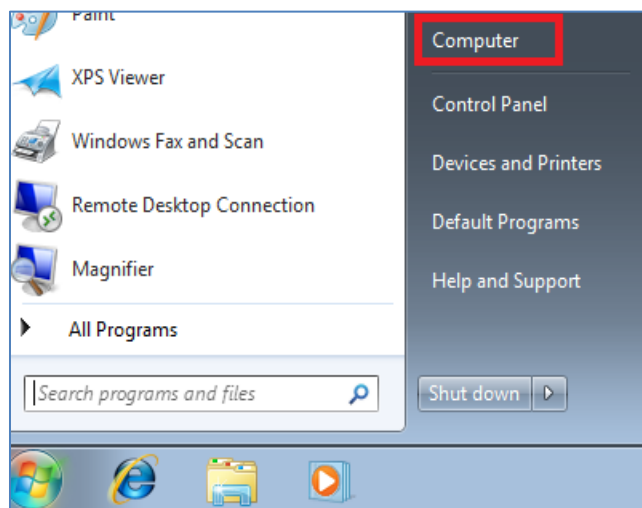 Paint
XPS Viewer
Windows Fax and Scan
Remote Desktop Connection
Magnifier
All Programs
Search programs and files
Computer
Control Panel
Devices and Printers
Default Programs
Help and Support
Shut down